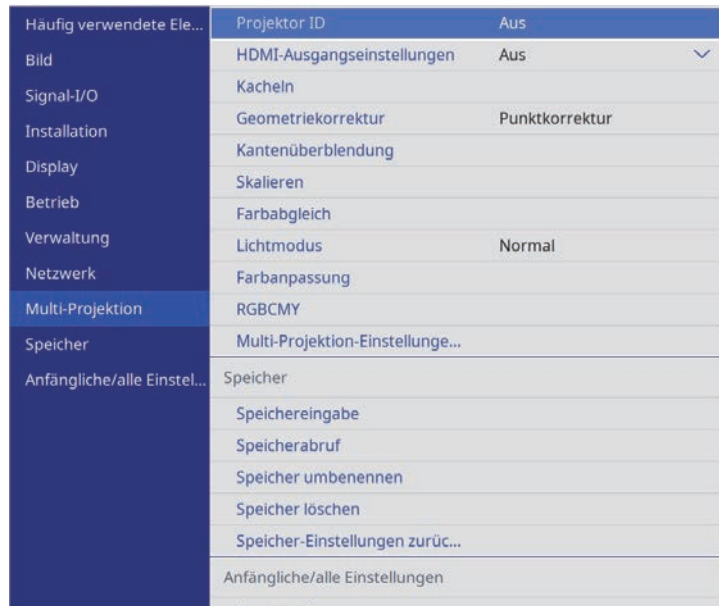 Häufig verwendete Ele...
Bild
Signal-I/O
Installation
Display
Betrieb
Verwaltung
Netzwerk
Multi-Projektion
Speicher
Anfängliche/alle Einstel...
Projektor ID Aus
HDMI-Ausgangseinstellungen Aus
Kacheln
Geometriekorrektur Punktkorrektur
Kantenüberblendung
Skalieren
Farbabgleich
Lichtmodus Normal
Farbanpassung
RGBCMY
Multi-Projektion-Einstellunge...
Speicher
Speichereingabe
Speicherabruf
Speicher umbenennen
Speicher löschen
Speicher-Einstellungen zurüc...
Anfängliche/alle Einstellungen